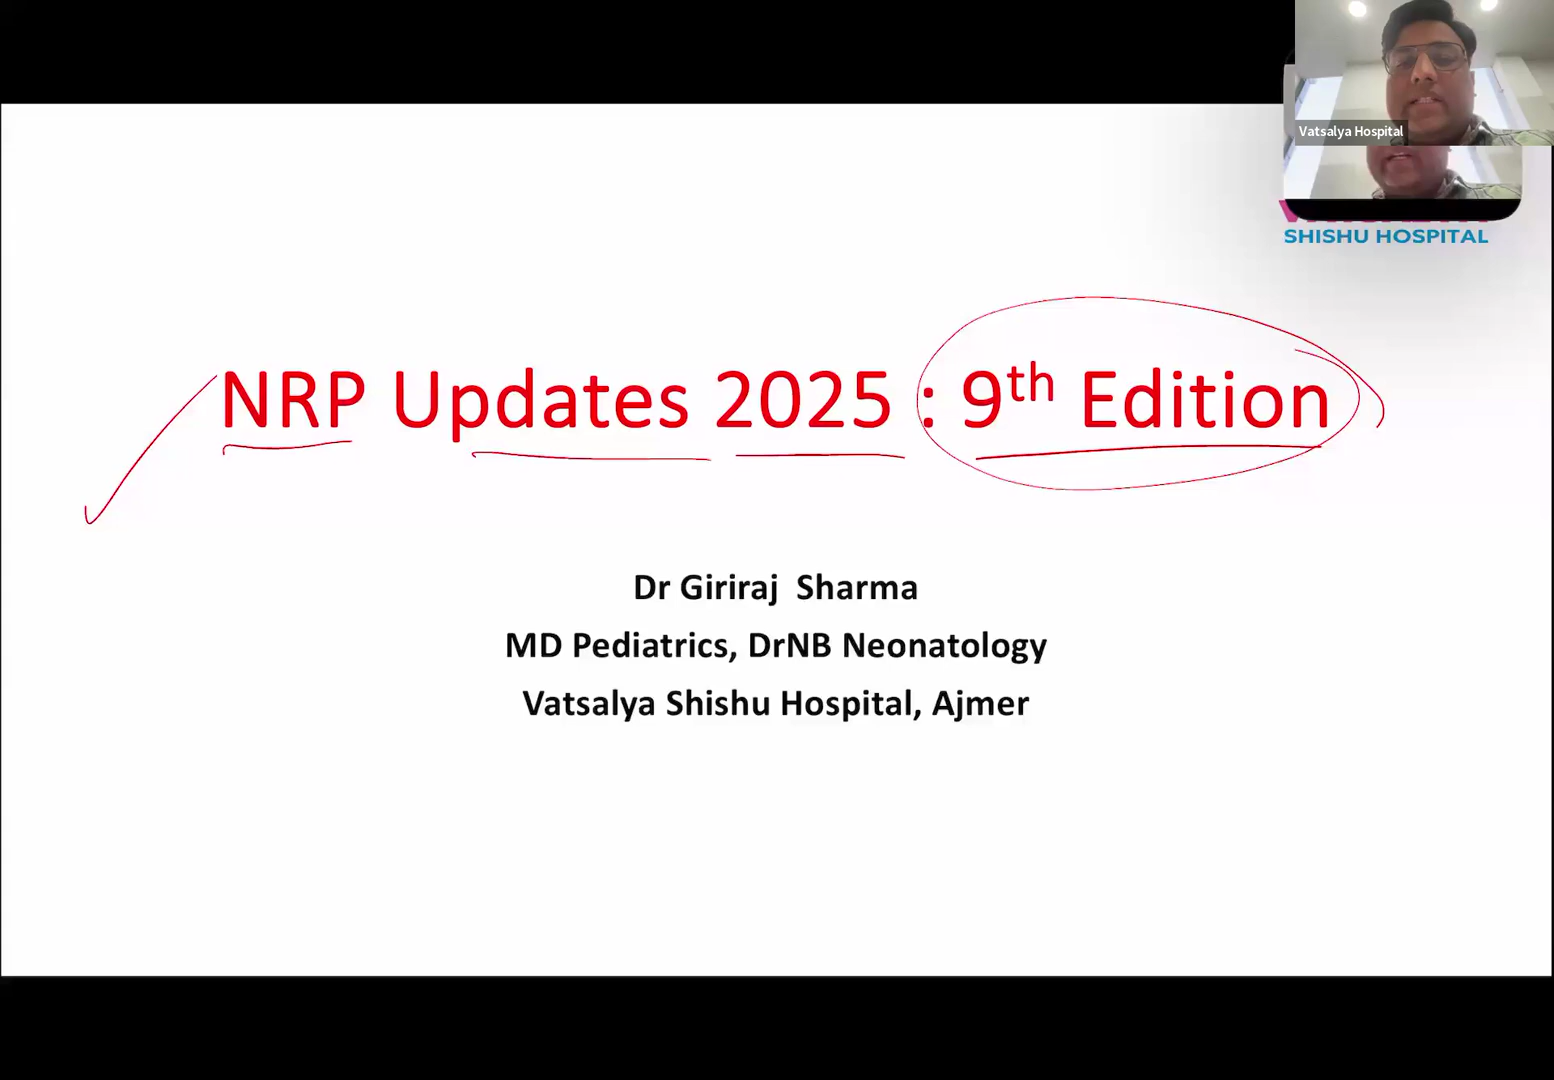 Vatsalya Hospital
SHISHU HOSPITAL
NRP Updates 2025 : 9th Edition
Dr Giriraj  Sharma
MD Pediatrics, DrNB Neonatology
Vatsalya Shishu Hospital, Ajmer